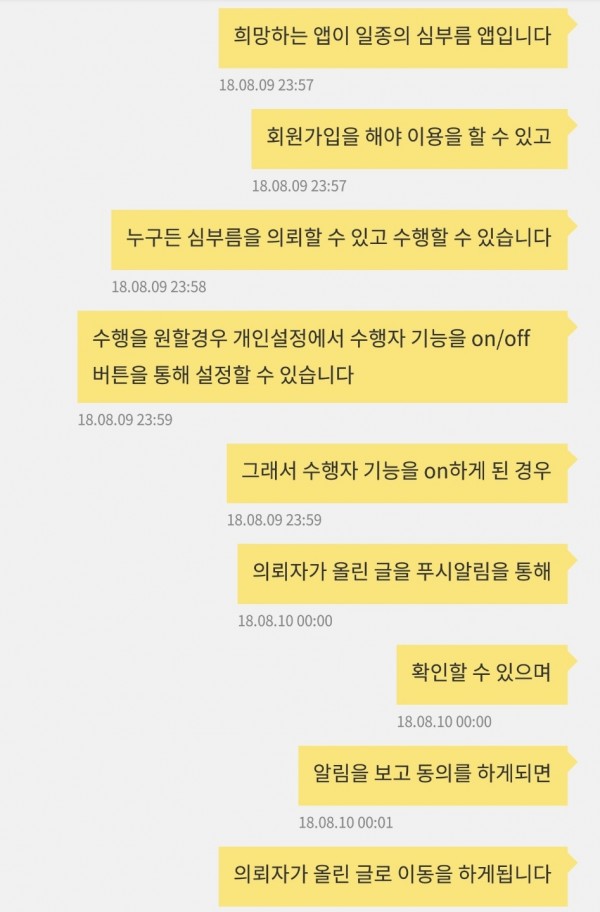 희망하는 앱이 일종의 심부름 앱입니다
18.08.09 23:57
회원가입을 해야 이용을 할 수 있고
18.08.09 23:57
누구든 심부름을 의뢰할 수 있고 수행할 수 있습니다
18.08.09 23:58
수행을 원할경우 개인설정에서 수행자 기능을 on/off
버튼을 통해 설정할 수 있습니다
18.08.09 23:59
그래서 수행자 기능을 on하게 된 경우
18.08.09 23:59
의뢰자가 올린 글을 푸시알림을 통해
18.08.10 00:00
확인할 수 있으며
18.08.10 00:00
알림을 보고 동의를 하게되면
18.08.10 00:01
의뢰자가 올린 글로 이동을 하게됩니다